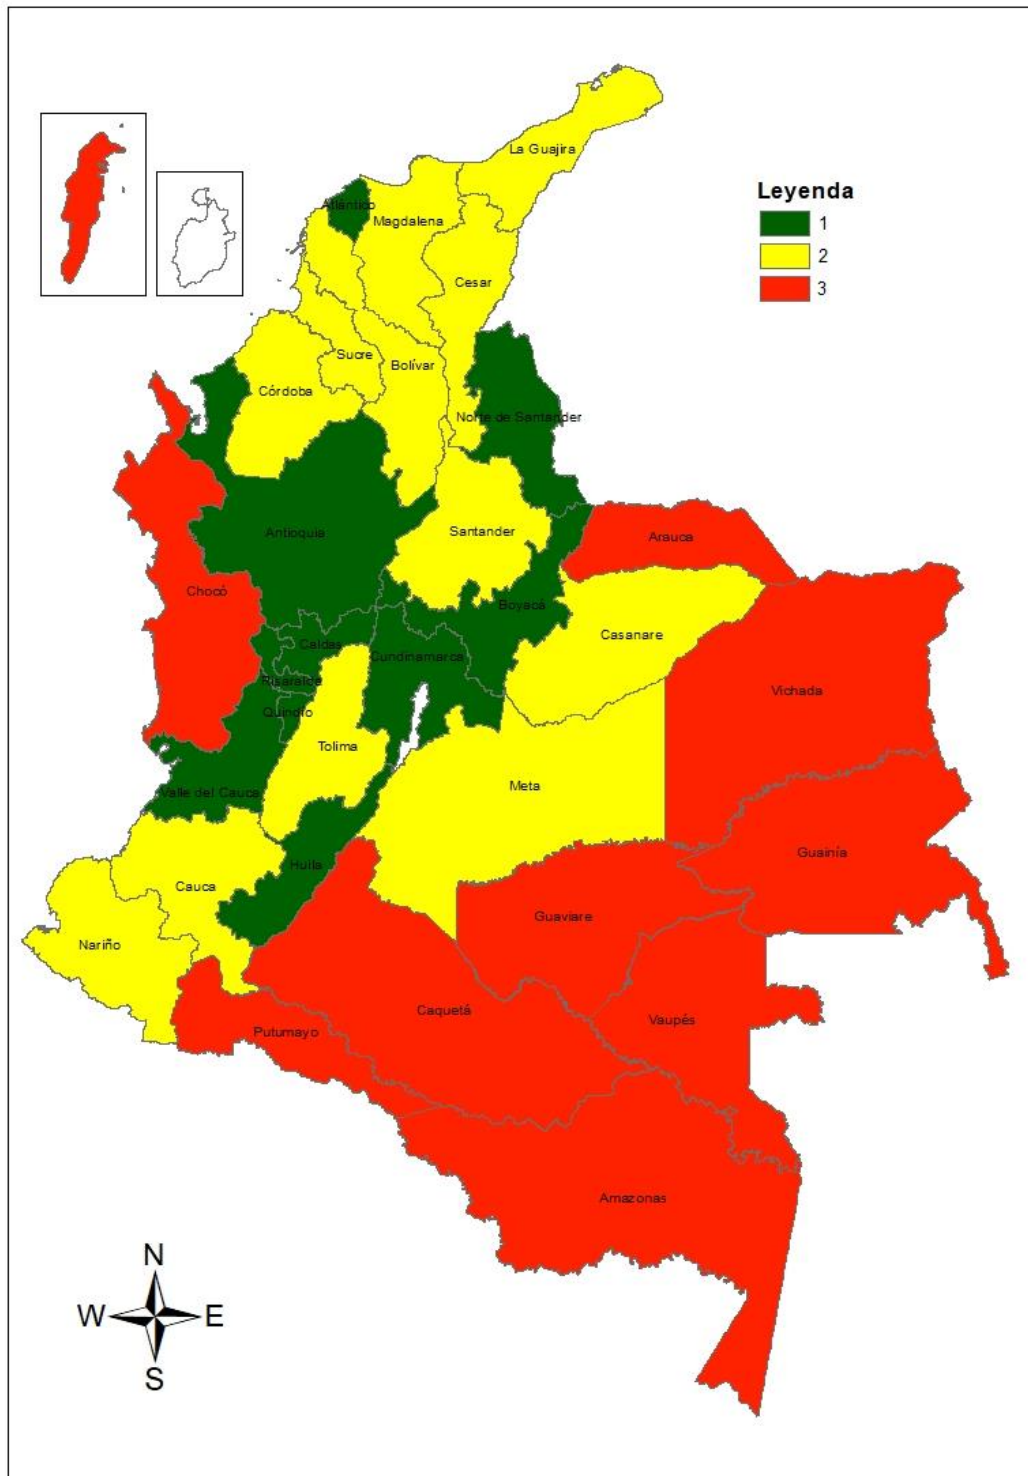 La Guajira
Leyenda
Atlántico
Magdalena
1
2
Cesar
3
Sucre
Bolívar
Córdoba
Norte de Santander
Santander
Antioquia
Arauca
Chocó
Boyacá
Casanare
Caldas
Cundinamarca
Risaralda
Vichada
Quindío
Tolima
Meta
Valle del Cauca
Guainía
Huila
Cauca
Guaviare
Nariño
Caquetá
Vaupés
Putumayo
Amazonas
N
W
E
S